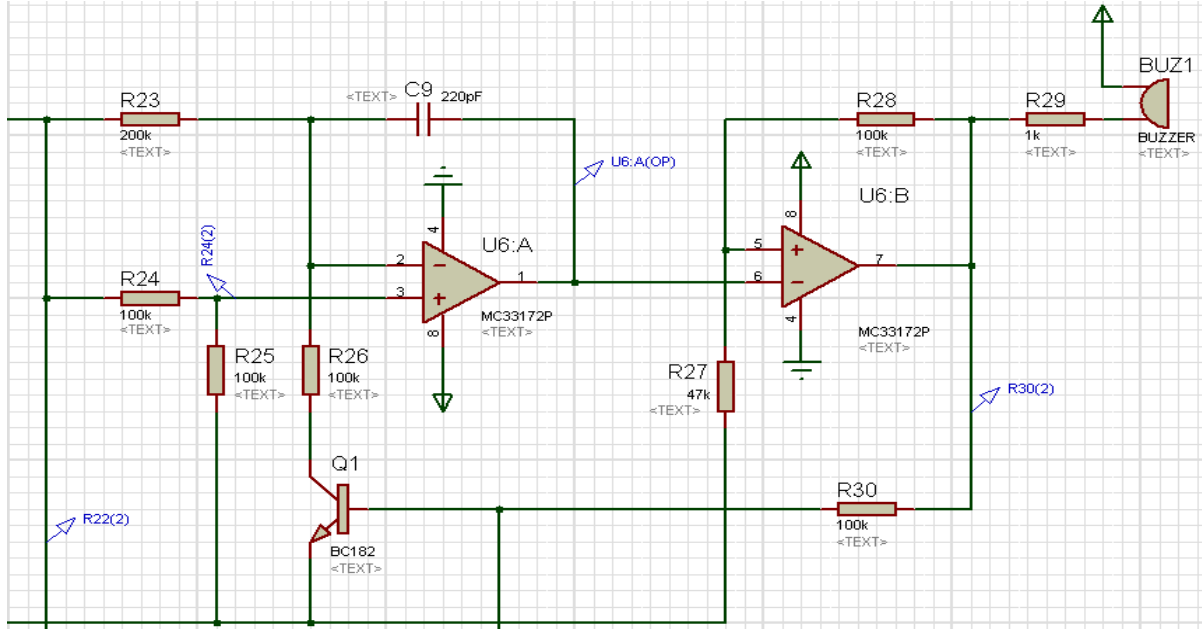 BUZ1
BUZZER
<TEXT>
R23
200k
<TEXT>
<TEXT> C9 220pF
R28
100k
<TEXT>
R29
1k
<TEXT>
U6:A(OP)
R24(2)
4
U6:A
2
3
1
8
MC33172P
<TEXT>
8
U6:B
5
6
7
4
MC33172P
<TEXT>
R24
100k
<TEXT>
R25
100k
<TEXT>
R26
100k
<TEXT>
R27
47k
<TEXT>
R30(2)
Q1
BC182
<TEXT>
R22(2)
R30
100k
<TEXT>